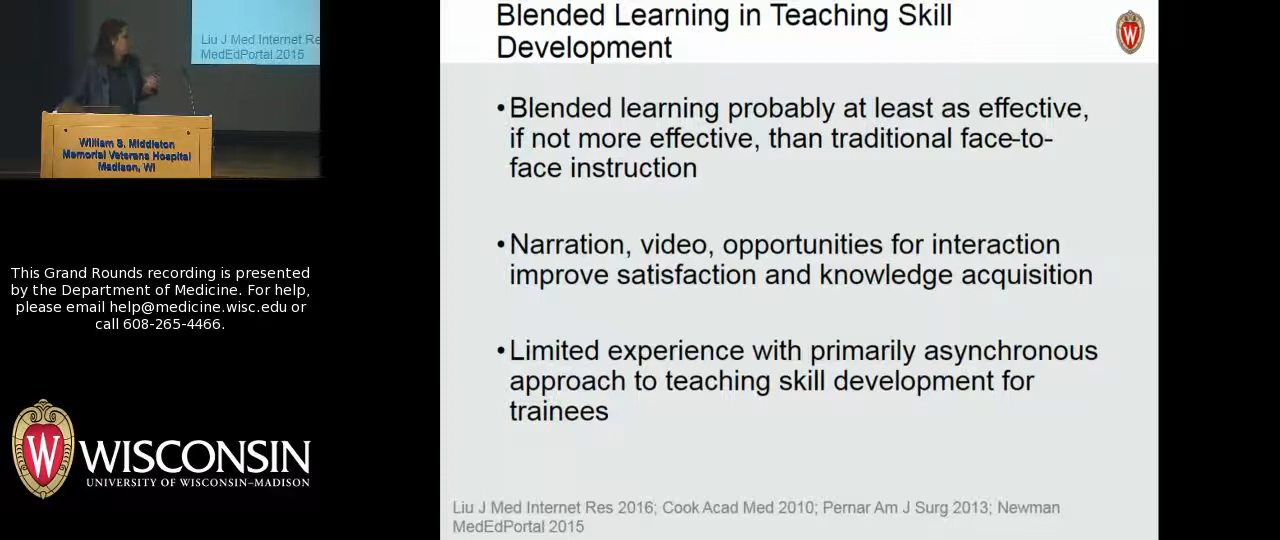 Liu J Med Internet Re
MedEdPortal 2015
William S. Middleton
Memorial Veterans Hospital
Madison, WI
This Grand Rounds recording is presented
by the Department of Medicine. For help,
please email help@medicine.wisc.edu or
call 608-265-4466.
W
WISCONSIN
UNIVERSITY OF WISCONSIN–MADISON
Blended Learning in Teaching Skill
Development
W
•Blended learning probably at least as effective,
if not more effective, than traditional face-to-
face instruction
•Narration, video, opportunities for interaction
improve satisfaction and knowledge acquisition
•Limited experience with primarily asynchronous
approach to teaching skill development for
trainees
Liu J Med Internet Res 2016; Cook Acad Med 2010; Pernar Am J Surg 2013; Newman
MedEdPortal 2015